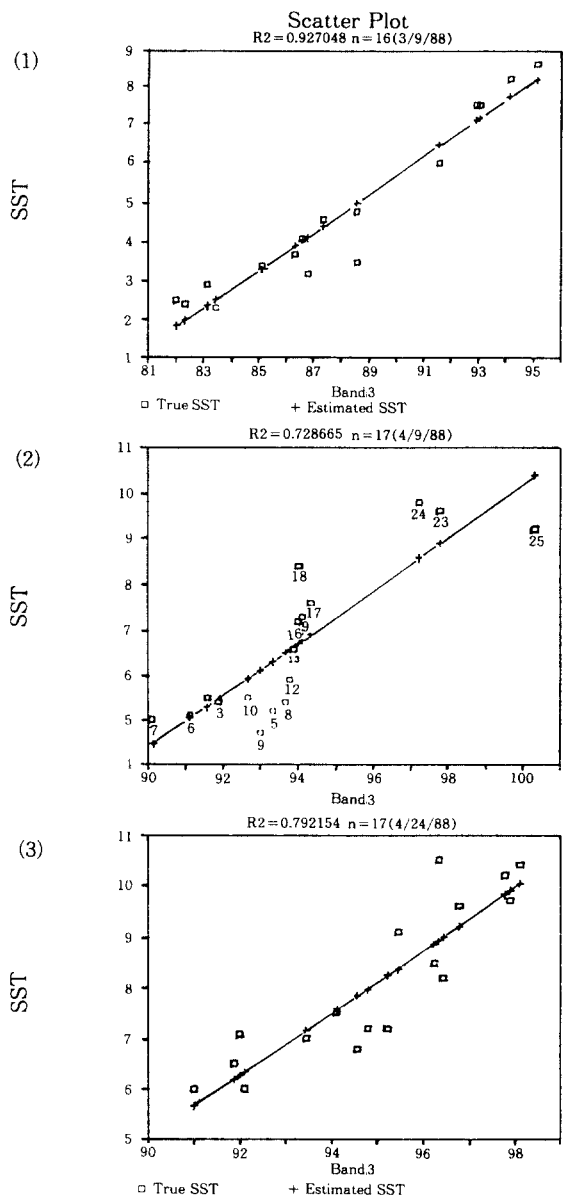 Scatter Plot
R2=0.927048 n=16(3/9/88)
(1)
9
8
7
6
5
4
3
2
1
SST
81 83 85 87 89 91 93 95
Band.3
□ True SST + Estimated SST
R2=0.728665 n=17(4/9/88)
(2)
11
10
9
8
7
6
5
1
SST
24
23
25
18
17
16
9
13
12
3
10
8
6
5
7
9
90 92 94 96 98 100
Band.3
R2=0.792154 n=17(4/24/88)
(3)
11
10
9
8
7
6
5
SST
90 92 94 96 98
Band.3
□ True SST + Estimated SST